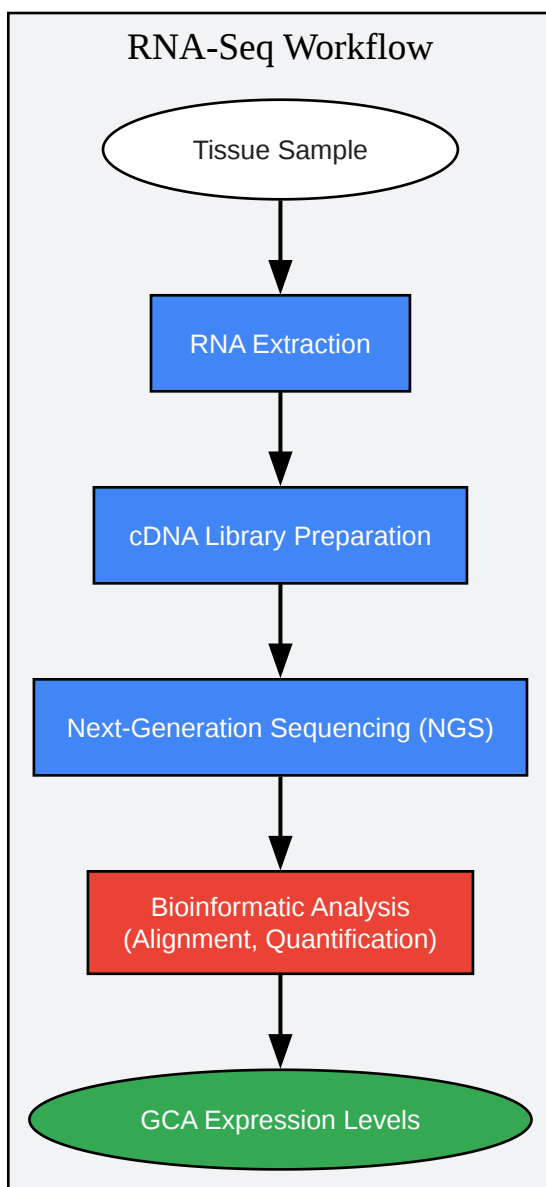 RNA-Seq Workflow
Tissue Sample
RNA Extraction
cDNA Library Preparation
Next-Generation Sequencing (NGS)
Bioinformatic Analysis
(Alignment, Quantification)
GCA Expression Levels